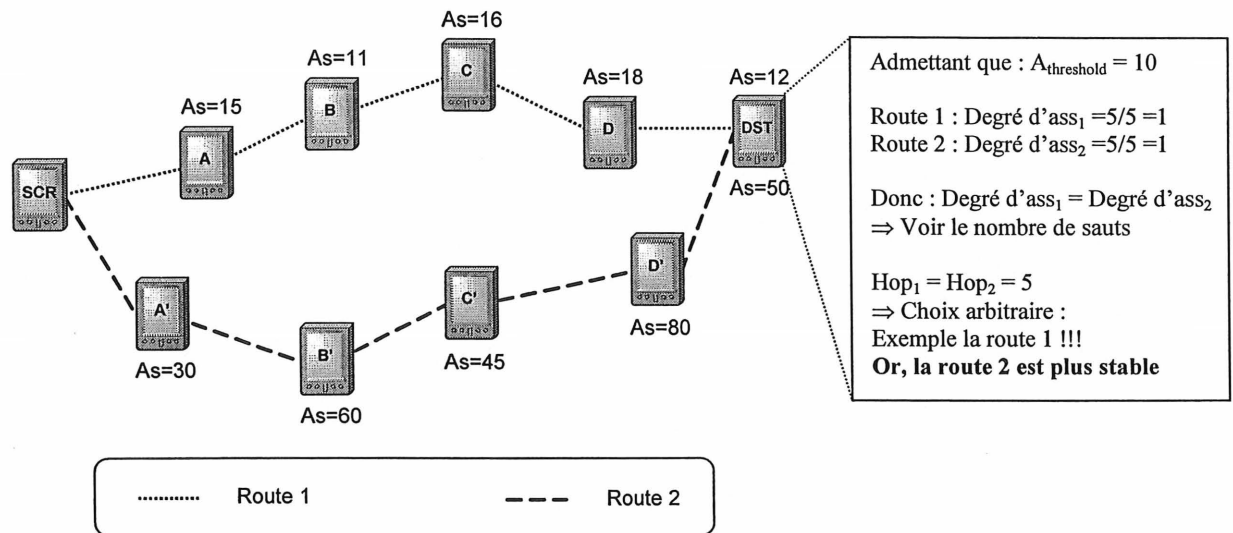 As=16
As=11
As=18
As=12
As=15
C
B
D
DST
A
SCR
As=50
D'
C'
A'
B'
As=80
As=45
As=30
As=60
Admettant que : Athreshold = 10
Route 1 : Degré d'ass1 =5/5 =1
Route 2 : Degré d'ass2 =5/5 =1
Donc : Degré d'ass1 = Degré d'ass2
⇒ Voir le nombre de sauts
Hop1 = Hop2 = 5
⇒ Choix arbitraire :
Exemple la route 1 !!!
Or, la route 2 est plus stable
Route 1
Route 2